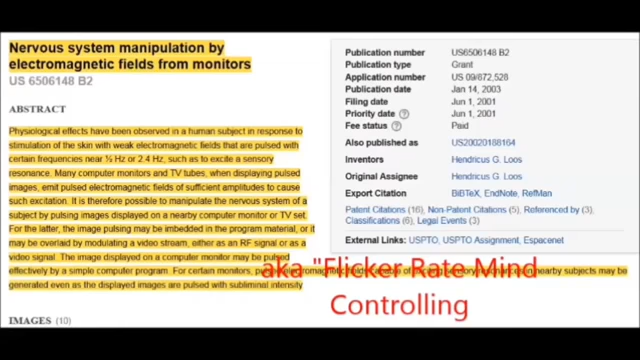 Nervous system manipulation by
electromagnetic fields from monitors
US 6506148 B2
ABSTRACT
Physiological effects have been observed in a human subject in response to
stimulation of the skin with weak electromagnetic fields that are pulsed with
certain frequencies near ½ Hz or 2.4 Hz, such as to excite a sensory
resonance. Many computer monitors and TV tubes, when displaying pulsed
images, emit pulsed electromagnetic fields of sufficient amplitudes to cause
such excitation. It is therefore possible to manipulate the nervous system of a
subject by pulsing images displayed on a nearby computer monitor or TV set.
For the latter, the image pulsing may be imbedded in the program material, or it
may be overlaid by modulating a video stream, either as an RF signal or as a
video signal. The image displayed on a computer monitor may be pulsed
effectively by a simple computer program. For certain monitors, nearby subjects may be
generated even as the displayed images are pulsed with subliminal intensity
IMAGES (10)
Publication number US6506148 B2
Publication type Grant
Application number US 09/872,528
Publication date Jan 14, 2003
Filing date Jun 1, 2001
Priority date ? Jun 1, 2001
Fee status ? Paid
Also published as US20020188164
Inventors Hendricus G. Loos
Original Assignee Hendricus G. Loos
Export Citation BiBTeX, EndNote, RefMan
Patent Citations (16), Non-Patent Citations (5), Referenced by (3),
Classifications (6), Legal Events (3)
External Links: USPTO, USPTO Assignment, Espacenet
aka "Flicker Rate Mind
Controlling